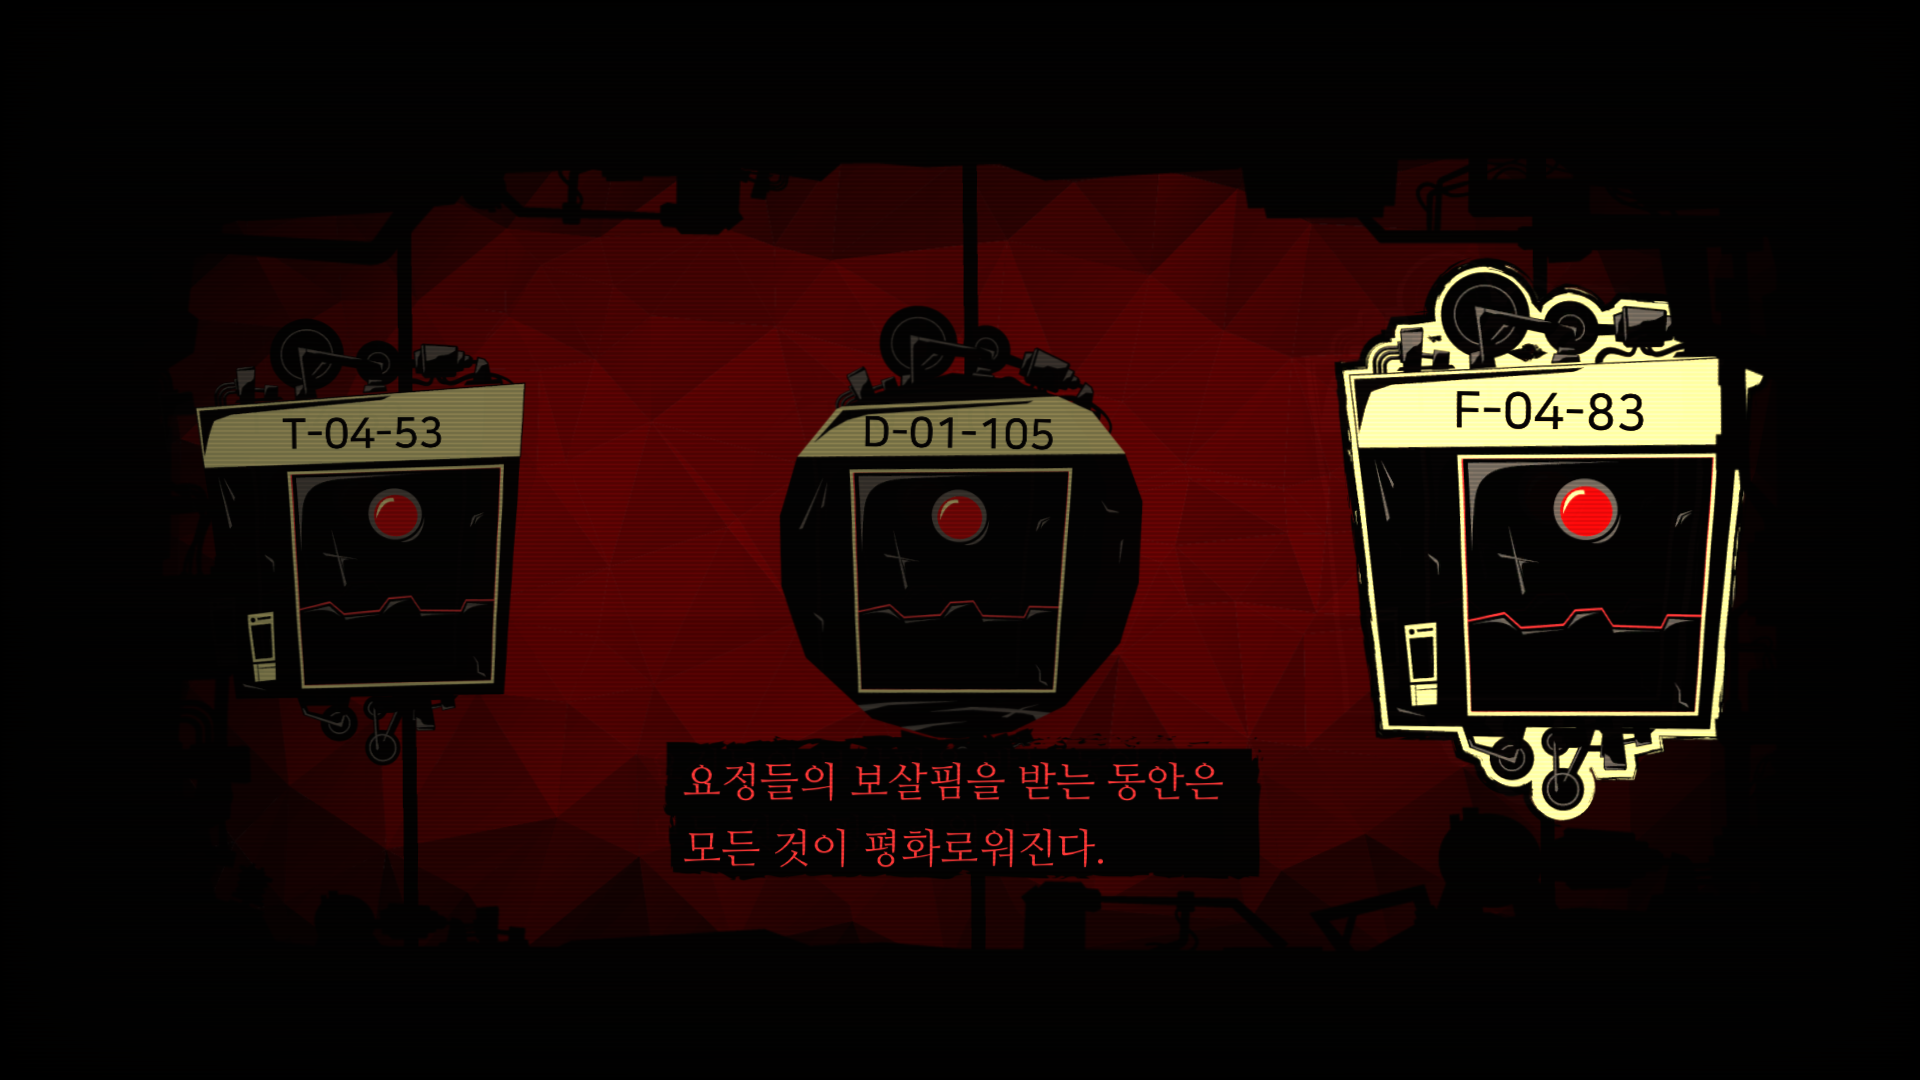 T-04-53
D-01-105
F-04-83
요정들의 보살핌을 받는 동안은
모든 것이 평화로워진다.